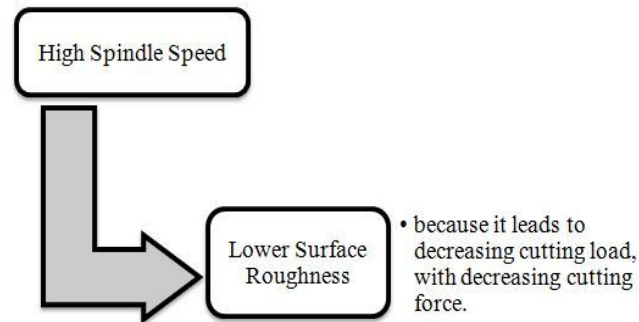 High Spindle Speed
Lower Surface
Roughness
• because it leads to
decreasing cutting load,
with decreasing cutting
force.